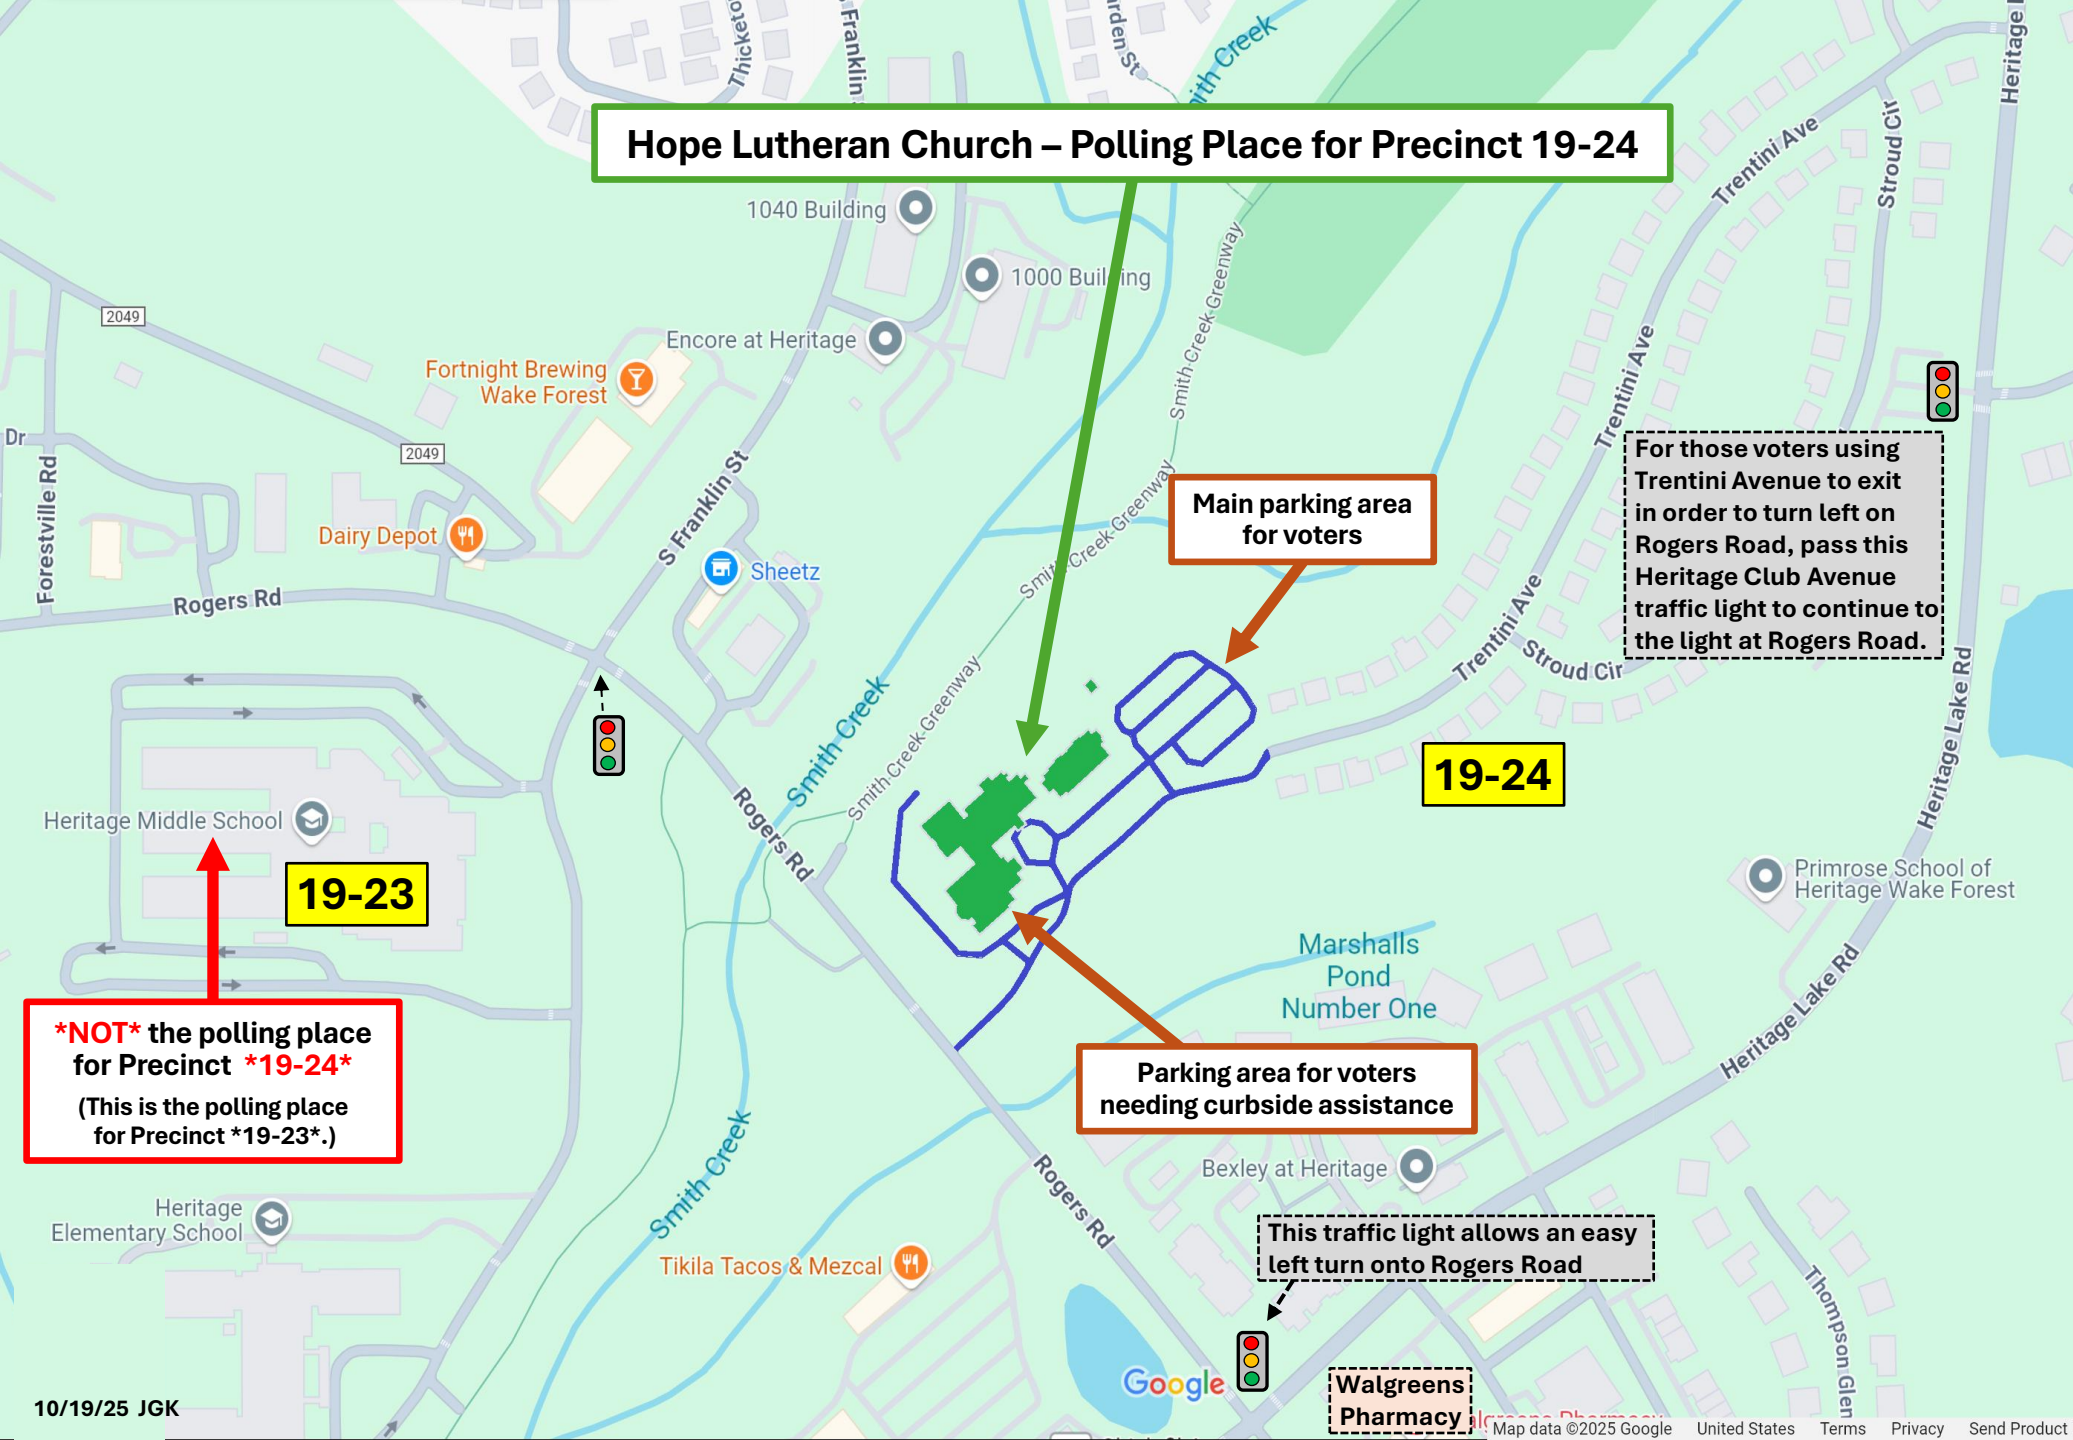 Thicketo
S Franklin
arden St
Smith Creek
Heritage
Hope Lutheran Church – Polling Place for Precinct 19-24
Trentini Ave
Stroud Cir
1040 Building
1000 Building
2049
Encore at Heritage
Smith-Creek-Greenway
Fortnight Brewing
Wake Forest
Trentini Ave
Dr
2049
Forestville Rd
S Franklin St
For those voters using
Trentini Avenue to exit
in order to turn left on
Rogers Road, pass this
Heritage Club Avenue
traffic light to continue to
the light at Rogers Road.
Main parking area
for voters
Dairy Depot
Sheetz
Smith-Creek-Greenway
Rogers Rd
Trentini Ave
Stroud Cir
Heritage Lake Rd
Smith Creek
Smith-Creek-Greenway
19-24
Rogers Rd
Heritage Middle School
19-23
Primrose School of
Heritage Wake Forest
Marshalls
Pond
Number One
Heritage Lake Rd
*NOT* the polling place
for Precinct *19-24*
(This is the polling place
for Precinct *19-23*.)
Parking area for voters
needing curbside assistance
Smith Creek
Rogers Rd
Bexley at Heritage
Heritage
Elementary School
This traffic light allows an easy
left turn onto Rogers Road
Tikila Tacos & Mezcal
Thompson Glen
Google
Walgreens
Pharmacy
10/19/25 JGK
Map data ©2025 Google United States Terms Privacy Send Product